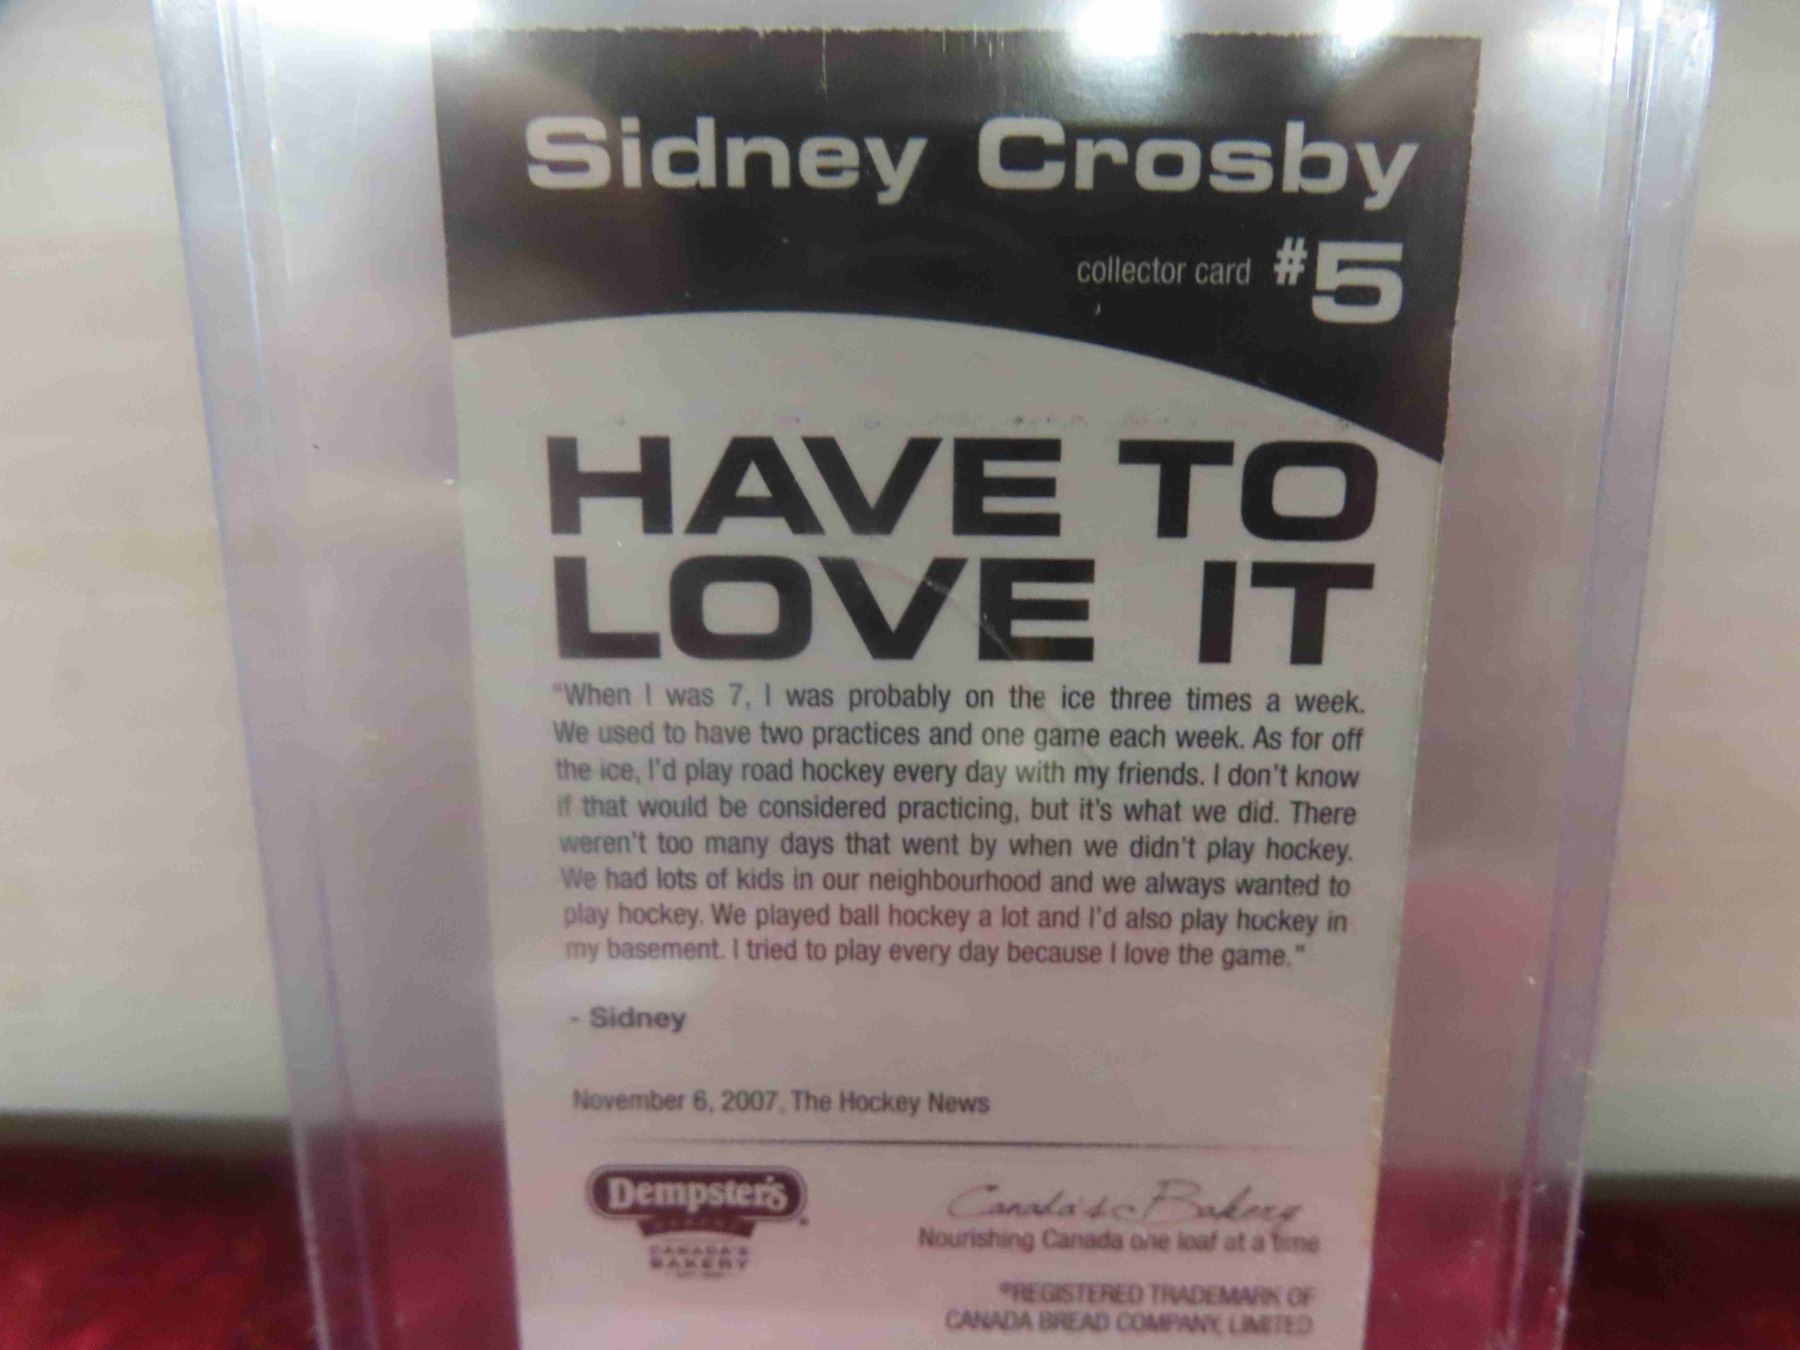 Sidney Crosby
collector card #5
HAVE TO
LOVE IT
"When I was 7, I was probably on the ice three times a week.
We used to have two practices and one game each week. As for off
the ice, I'd play road hockey every day with my friends. I don't know
if that would be considered practicing, but it's what we did. There
weren't too many days that went by when we didn't play hockey.
We had lots of kids in our neighbourhood and we always wanted to
play hockey. We played ball hockey a lot and I'd also play hockey in
my basement. I tried to play every day because I love the game."
- Sidney
November 6, 2007, The Hockey News
Dempster's
CANADA'S
BAKERY
Canada's Bakery
Nourishing Canada one loaf at a time
®REGISTERED TRADEMARK OF
CANADA BREAD COMPANY, LIMITED